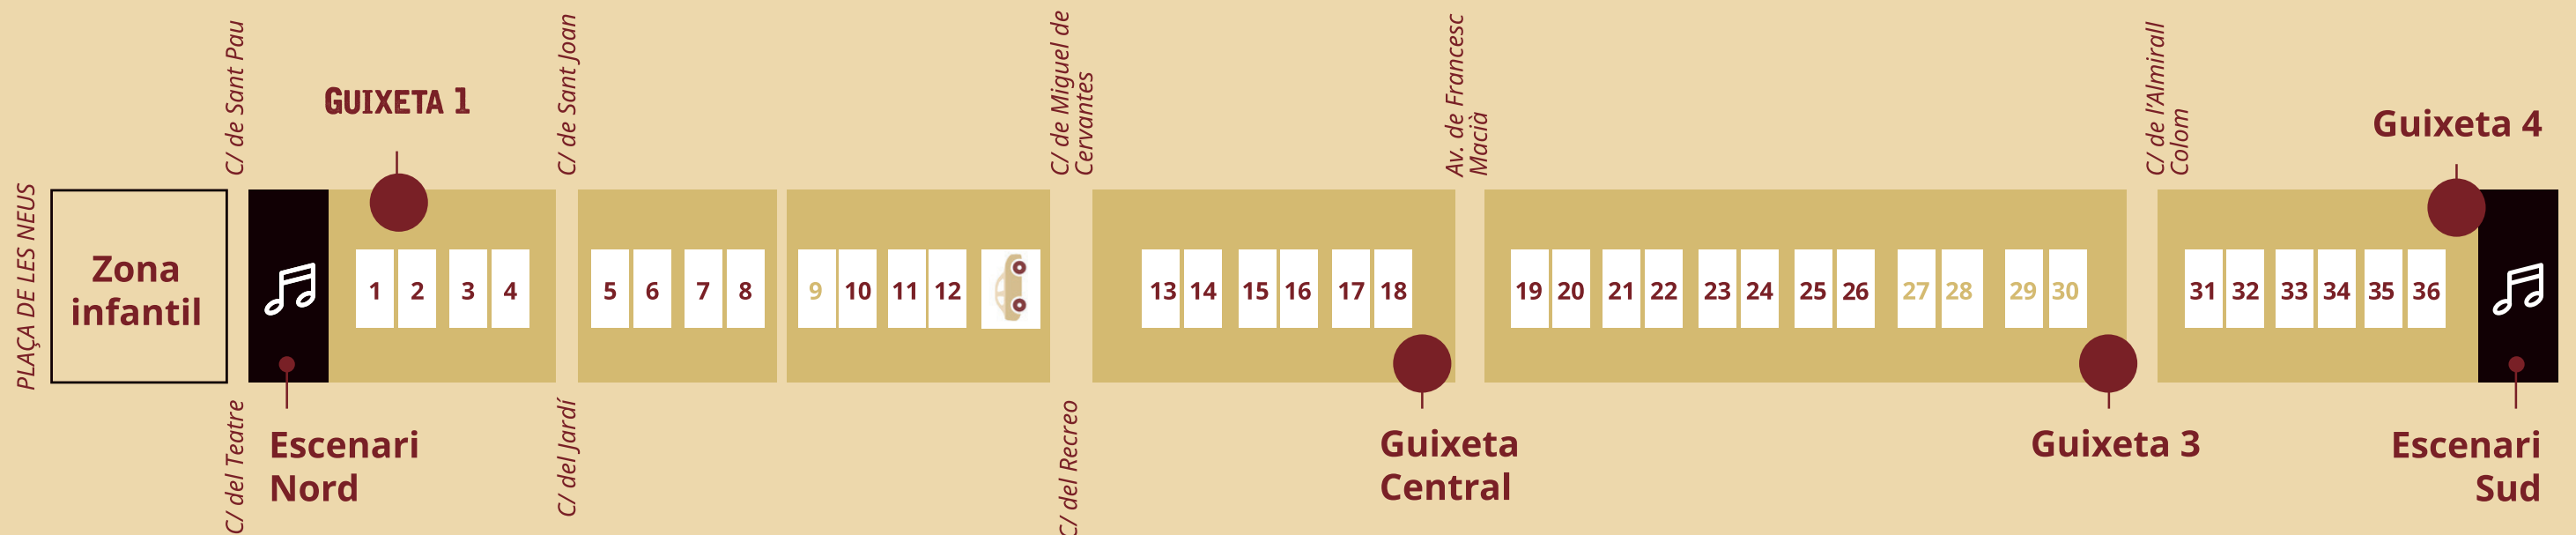 PLAÇA DE LES NEUS
Zona
infantil
C/ de Sant Pau
C/ del Teatre
GUIXETA 1
Escenari
Nord
1 2 3 4
C/ de Sant Joan
C/ del Jardí
5 6 7 8
9 10 11 12
C/ de Miguel de
Cervantes
C/ del Recreo
13 14 15 16 17 18
Guixeta
Central
Av. de Francesc
Macià
19 20 21 22 23 24 25 26 27 28 29 30
Guixeta 3
C/ de l’Almirall
Colom
31 32 33 34 35 36
Guixeta 4
Escenari
Sud